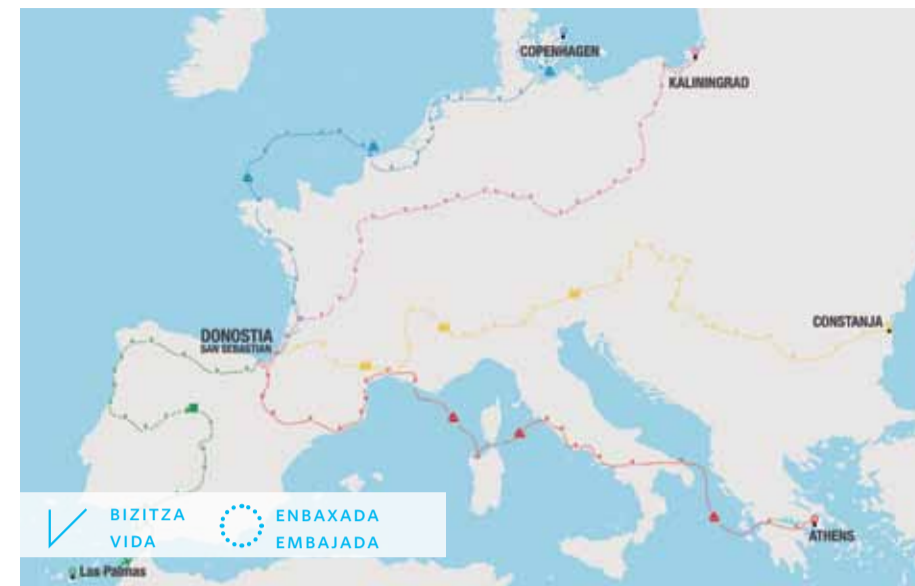 COPENHAGEN
KALININGRAD
DONOSTIA
SAN SEBASTIAN
CONSTANJA
ATHENS
BIZITZA
VIDA
ENBAXADA
EMBAJADA
Las Palmas